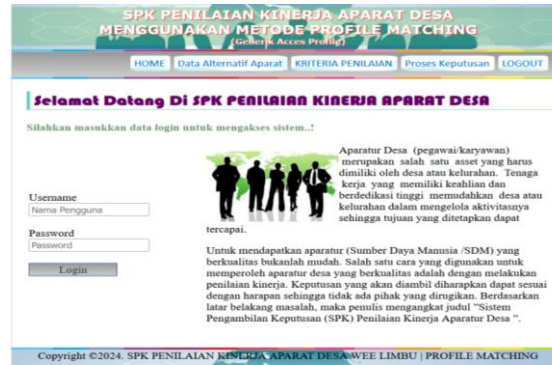 SPK PENILAIAN KINERJA APARAT DESA
MENGGUNAKAN METODE PROFILE MATCHING
(Generik Acces Profil)
HOME
Data Alternatif Aparat
KRITERIA PENILAIAN
Proses Keputusan
LOGOUT
Selamat Datang Di SPK PENILAIAN KINERJA APARAT DESA
Silahkan masukkan data login untuk mengakses sistem..!
Username
Nama Pengguna
Password
Password
Login
Aparatur Desa (pegawai/karyawan)
merupakan salah satu asset yang harus
dimiliki oleh desa atau kelurahan. Tenaga
kerja yang memiliki keahlian dan
berdedikasi tinggi memudahkan desa atau
kelurahan dalam mengelola aktivitasnya
sehingga tujuan yang ditetapkan dapat
tercapai.
Untuk mendapatkan aparatur (Sumber Daya Manusia /SDM) yang
berkualitas bukanlah mudah. Salah satu cara yang digunakan untuk
memperoleh aparatur desa yang berkualitas adalah dengan melakukan
penilaian kinerja. Keputusan yang akan diambil diharapkan dapat sesuai
dengan harapan sehingga tidak ada pihak yang dirugikan. Berdasarkan
latar belakang masalah, maka penulis mengangkat judul "Sistem
Pengambilan Keputusan (SPK) Penilaian Kinerja Aparatur Desa ".
Copyright ©2024. SPK PENILAIAN KINERJA APARAT DESA WEE LIMBU | PROFILE MATCHING